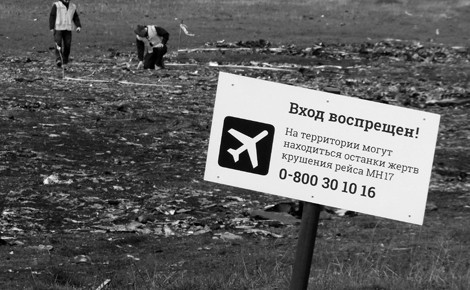 Вход воспрещен!
На территории могут
находиться останки жертв
крушения рейса МН17
0-800 30 10 16